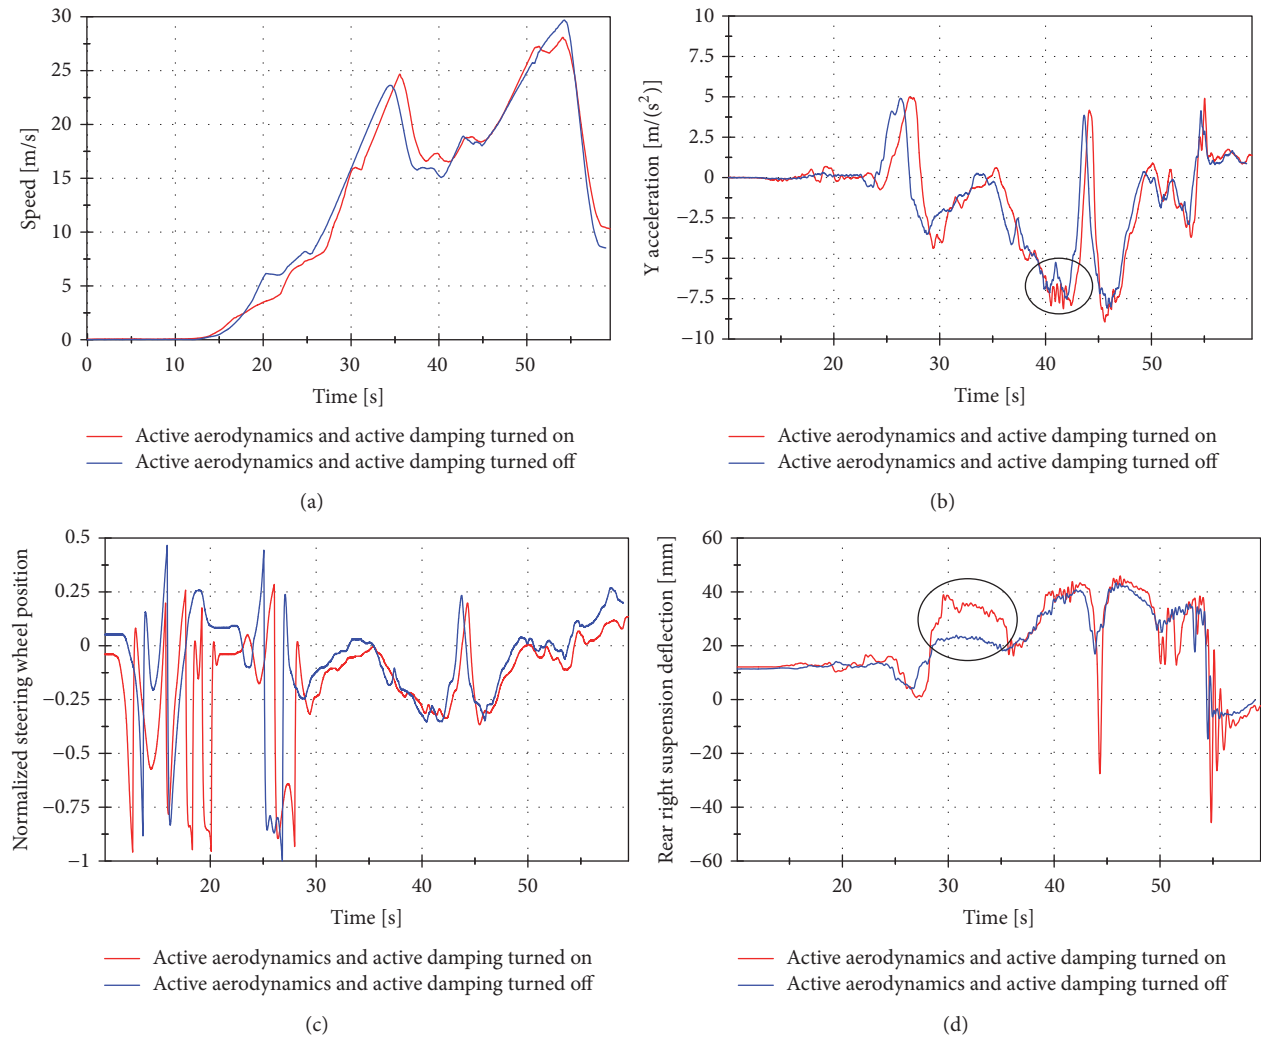 30
25
20
15
10
5
0
Speed [m/s]
0 10 20 30 40 50 60
Time [s]
Active aerodynamics and active damping turned on
Active aerodynamics and active damping turned off
(a)
10
7.5
5
2.5
0
−2.5
−5
−7.5
−10
Y acceleration [m/(s²)]
20 30 40 50
Time [s]
Active aerodynamics and active damping turned on
Active aerodynamics and active damping turned off
(b)
0.5
0.25
0
−0.25
−0.5
−0.75
−1
Normalized steering wheel position
20 30 40 50
Time [s]
Active aerodynamics and active damping turned on
Active aerodynamics and active damping turned off
(c)
60
40
20
0
−20
−40
−60
Rear right suspension deflection [mm]
20 30 40 50
Time [s]
Active aerodynamics and active damping turned on
Active aerodynamics and active damping turned off
(d)